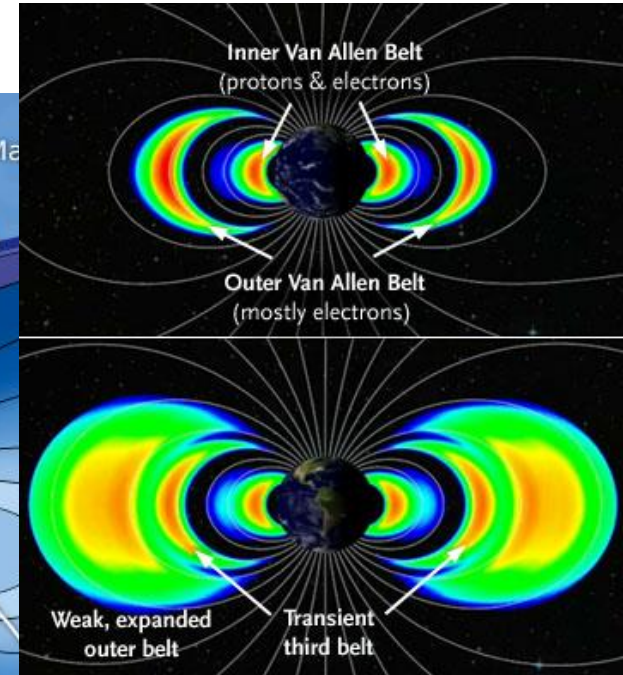 Inner Van Allen Belt
(protons & electrons)
Outer Van Allen Belt
(mostly electrons)
Weak, expanded
outer belt
Transient
third belt